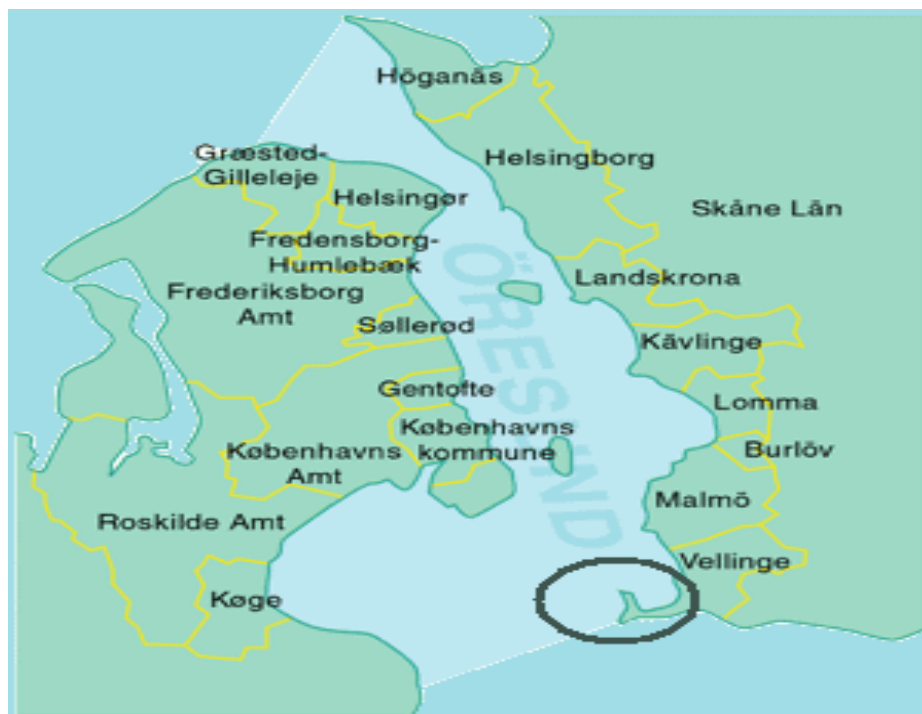 Höganäs
Græsted-
Gilleleje
Helsingborg
Helsingør
Skåne Län
Fredensborg-
Humlebæk
Landskrona
Frederiksborg
Amt
Søllerød
Kävlinge
ÖRESUND
Gentofte
Lomma
Københavns
kommune
Københavns
Amt
Burlöv
Malmö
Roskilde Amt
Vellinge
Køge